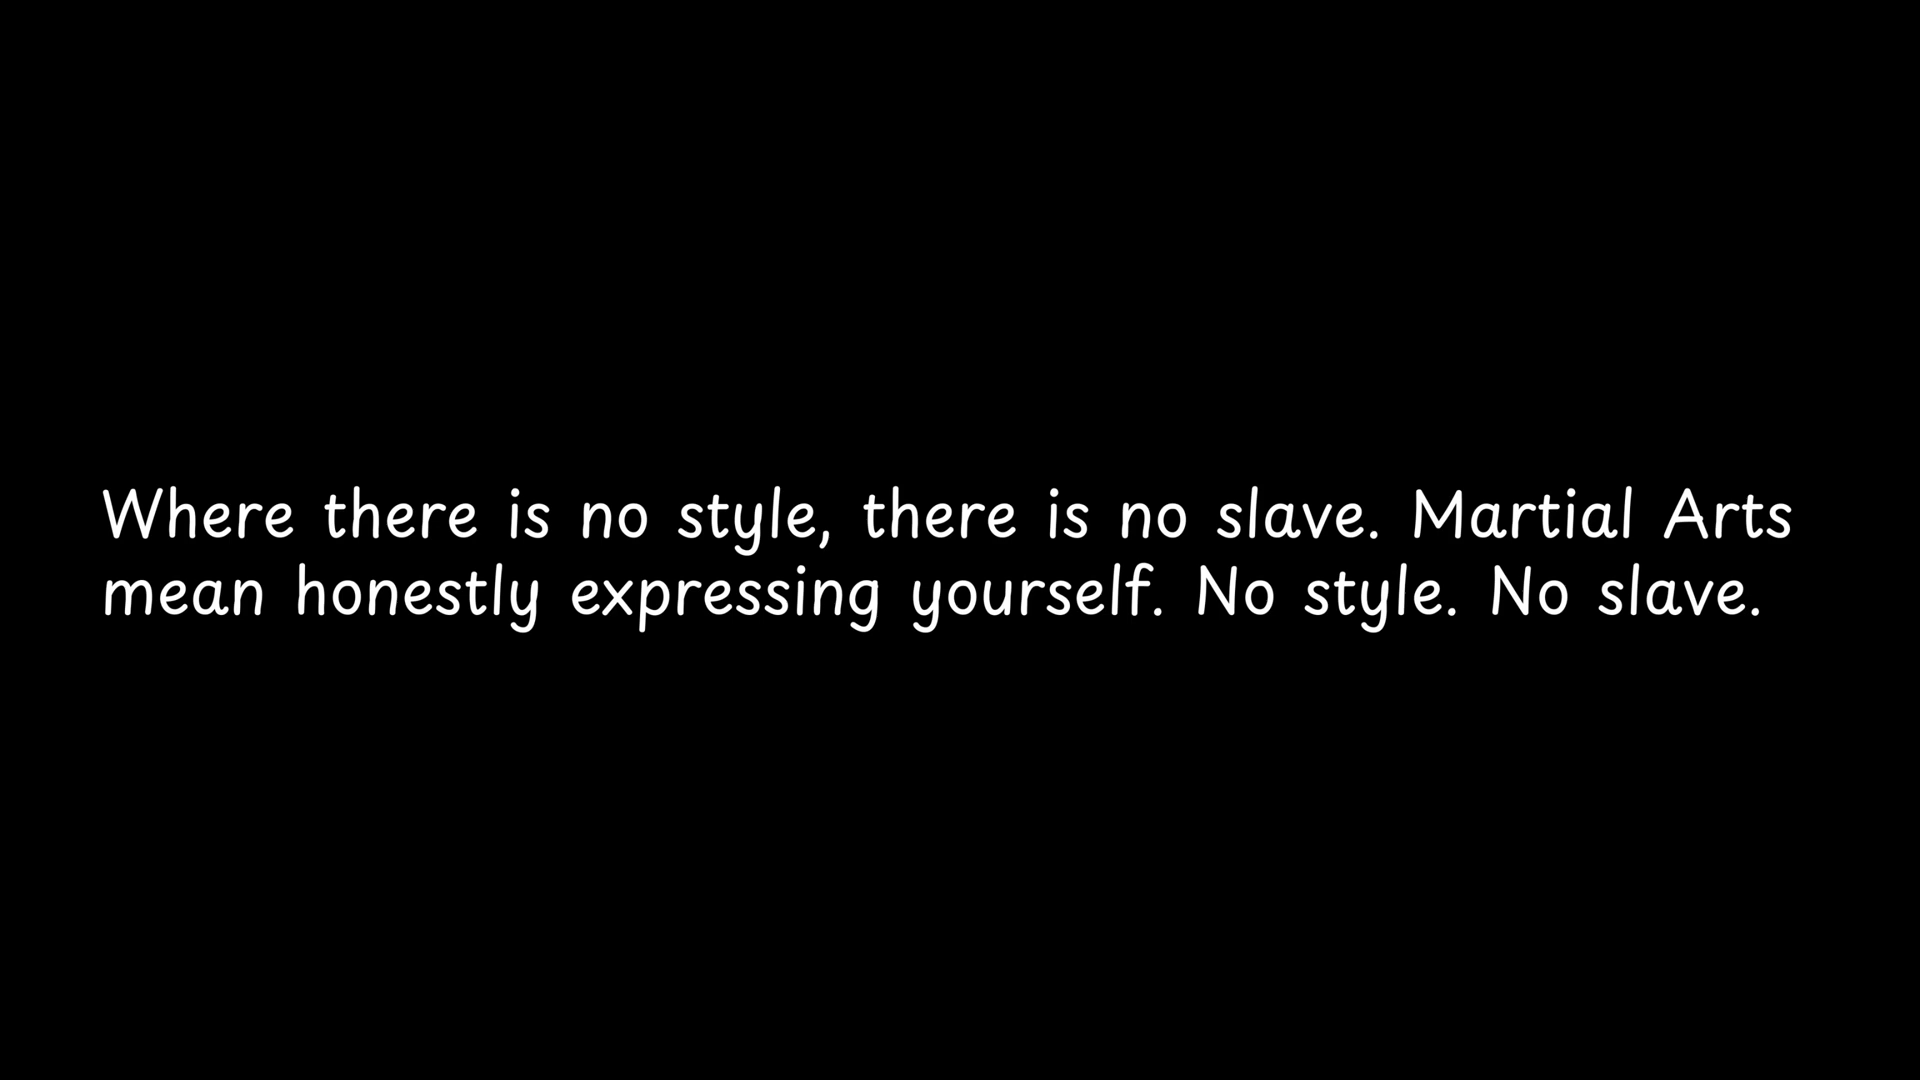 Where there is no style, there is no slave. Martial Arts
mean honestly expressing yourself. No style. No slave.